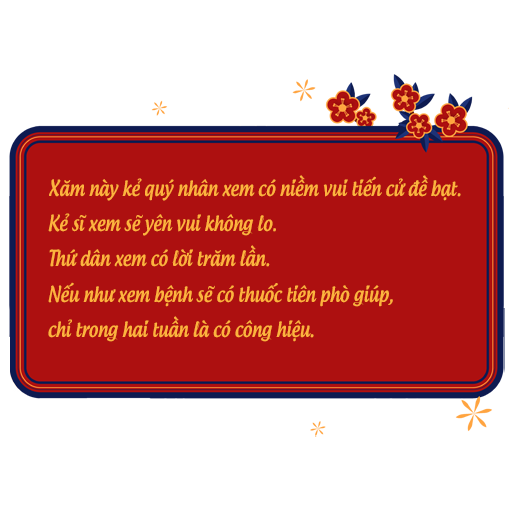 Xăm này kẻ quý nhân xem có niềm vui tiến cử đề bạt.
Kẻ sĩ xem sẽ yên vui không lo.
Thứ dân xem có lời trăm lần.
Nếu như xem bệnh sẽ có thuốc tiên phò giúp,
chỉ trong hai tuần là có công hiệu.